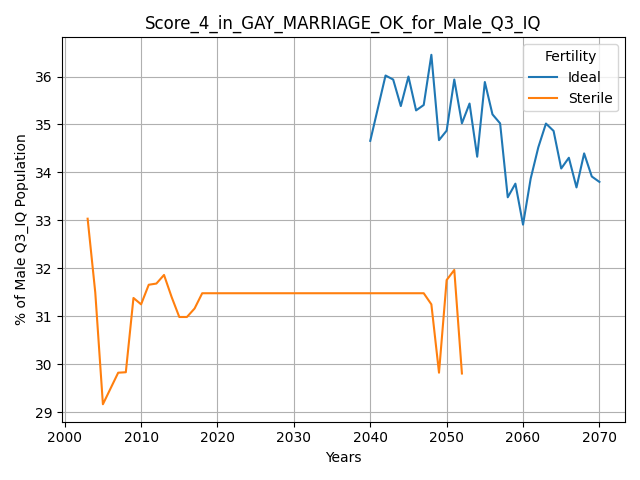 Score_4_in_GAY_MARRIAGE_OK_for_Male_Q3_IQ
Fertility
Ideal
Sterile
% of Male Q3_IQ Population
36
35
34
33
32
31
30
29
2000
2010
2020
2030
2040
2050
2060
2070
Years